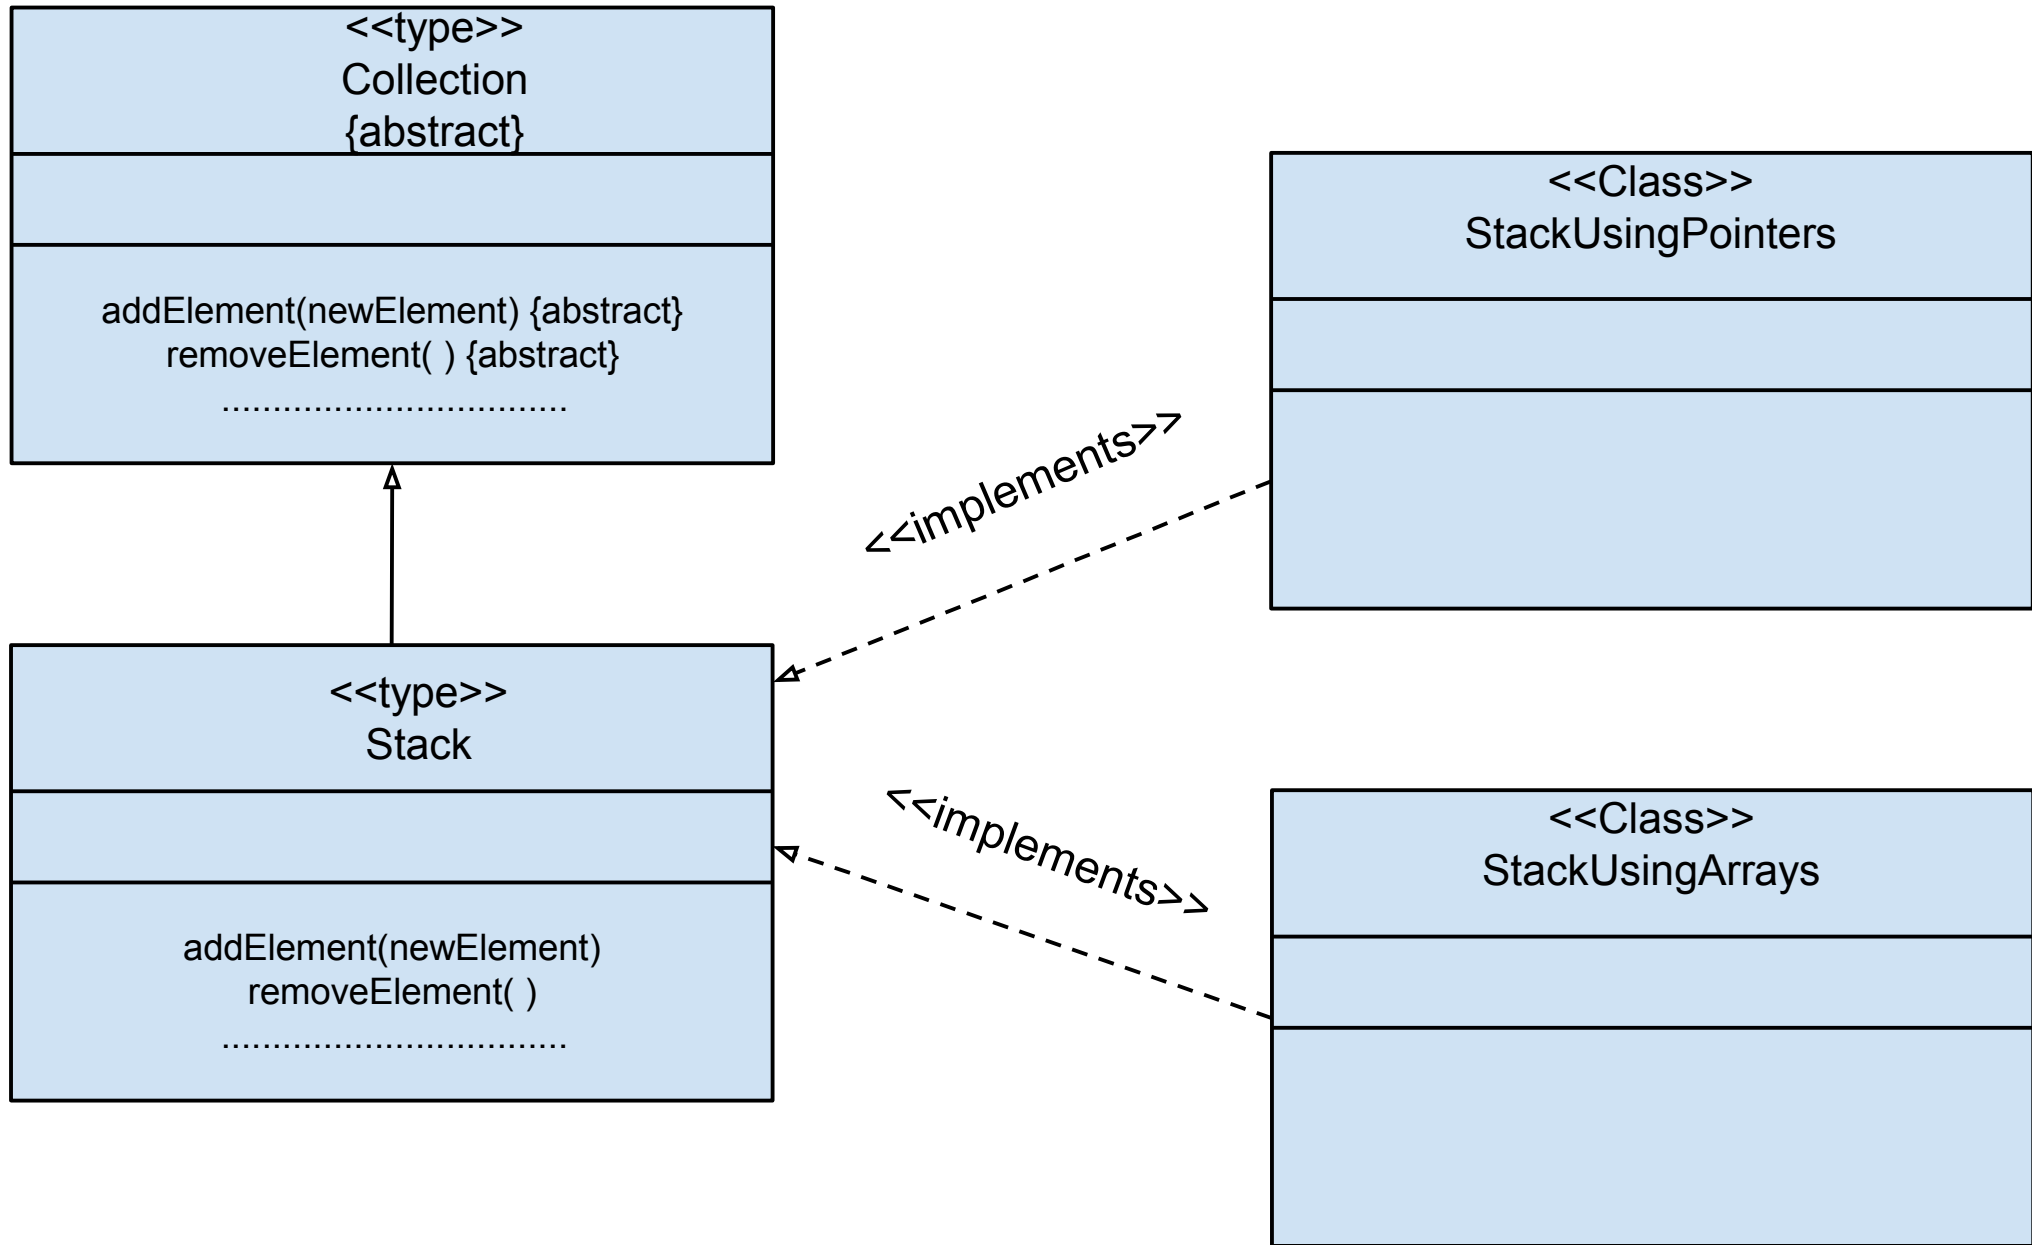 <<type>>
Collection
{abstract}
addElement(newElement) {abstract}
removeElement( ) {abstract}
..................................
<<type>>
Stack
addElement(newElement)
removeElement( )
..................................
<<implements>>
<<implements>>
<<Class>>
StackUsingPointers
<<Class>>
StackUsingArrays